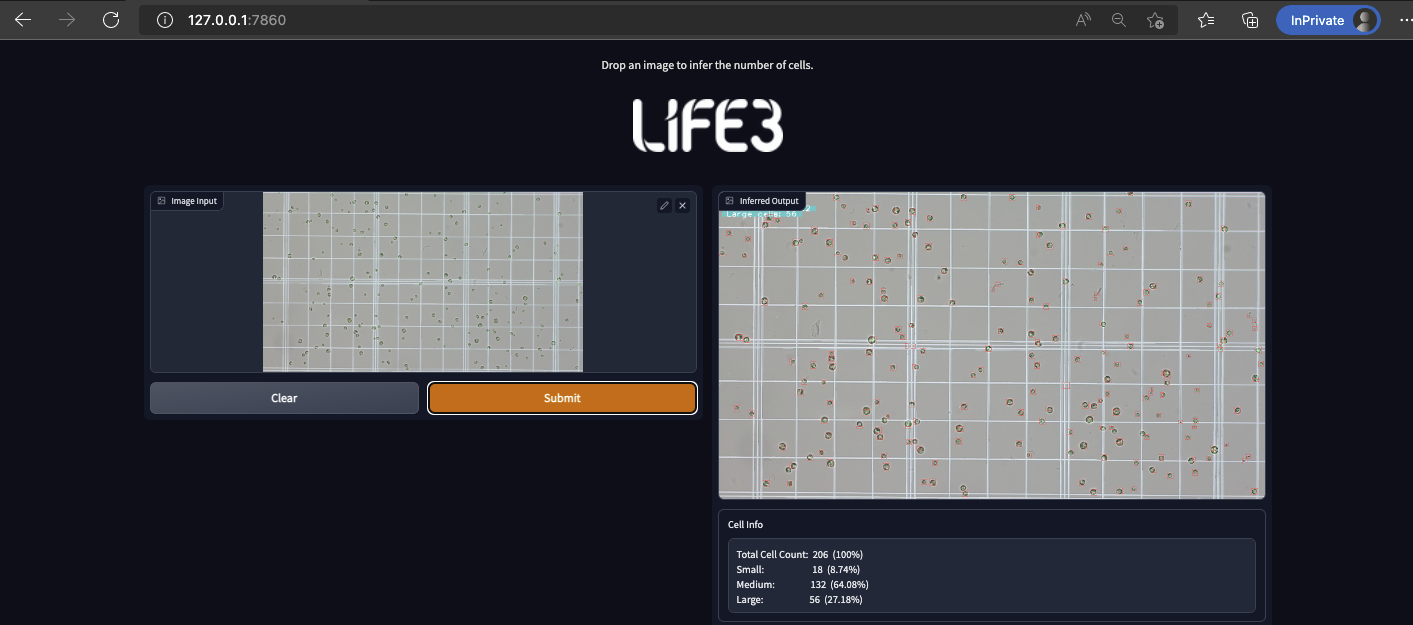 127.0.0.1:7860
InPrivate
Drop an image to infer the number of cells.
LIFE3
Image Input
Inferred Output
Large cells: 56
Clear
Submit
Cell Info
Total Cell Count: 206 (100%)
Small: 18 (8.74%)
Medium: 132 (64.08%)
Large: 56 (27.18%)